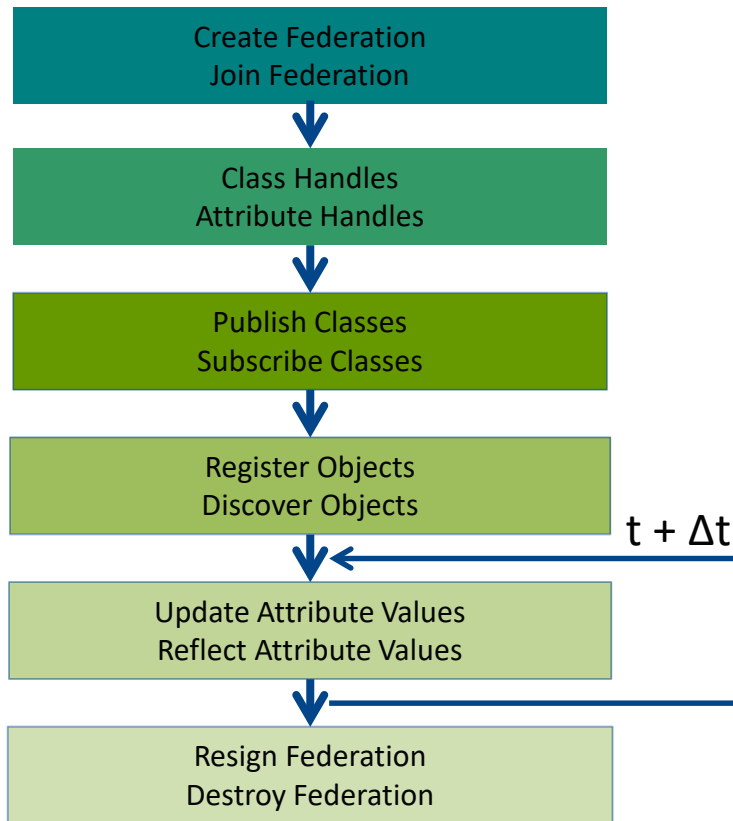 Create Federation
Join Federation
Class Handles
Attribute Handles
Publish Classes
Subscribe Classes
Register Objects
Discover Objects
t + Δt
Update Attribute Values
Reflect Attribute Values
Resign Federation
Destroy Federation